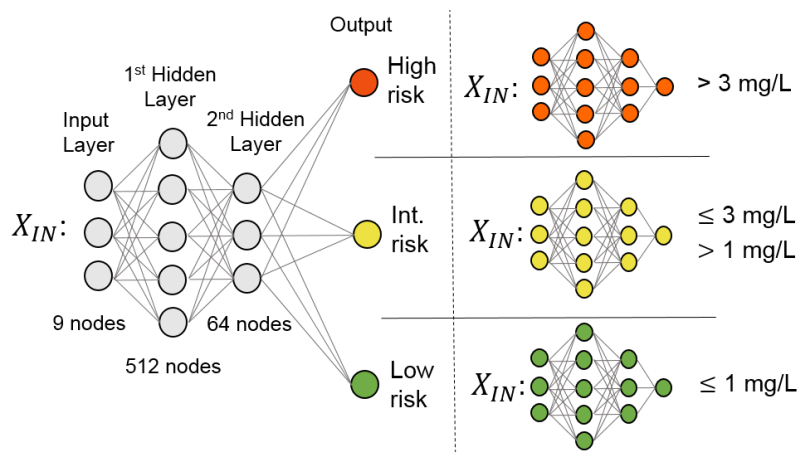 Output
1st Hidden
Layer
Input
Layer
2nd Hidden
Layer
X_IN:
9 nodes
64 nodes
512 nodes
High
risk
Int.
risk
Low
risk
X_IN:
> 3 mg/L
X_IN:
≤ 3 mg/L
> 1 mg/L
X_IN:
≤ 1 mg/L